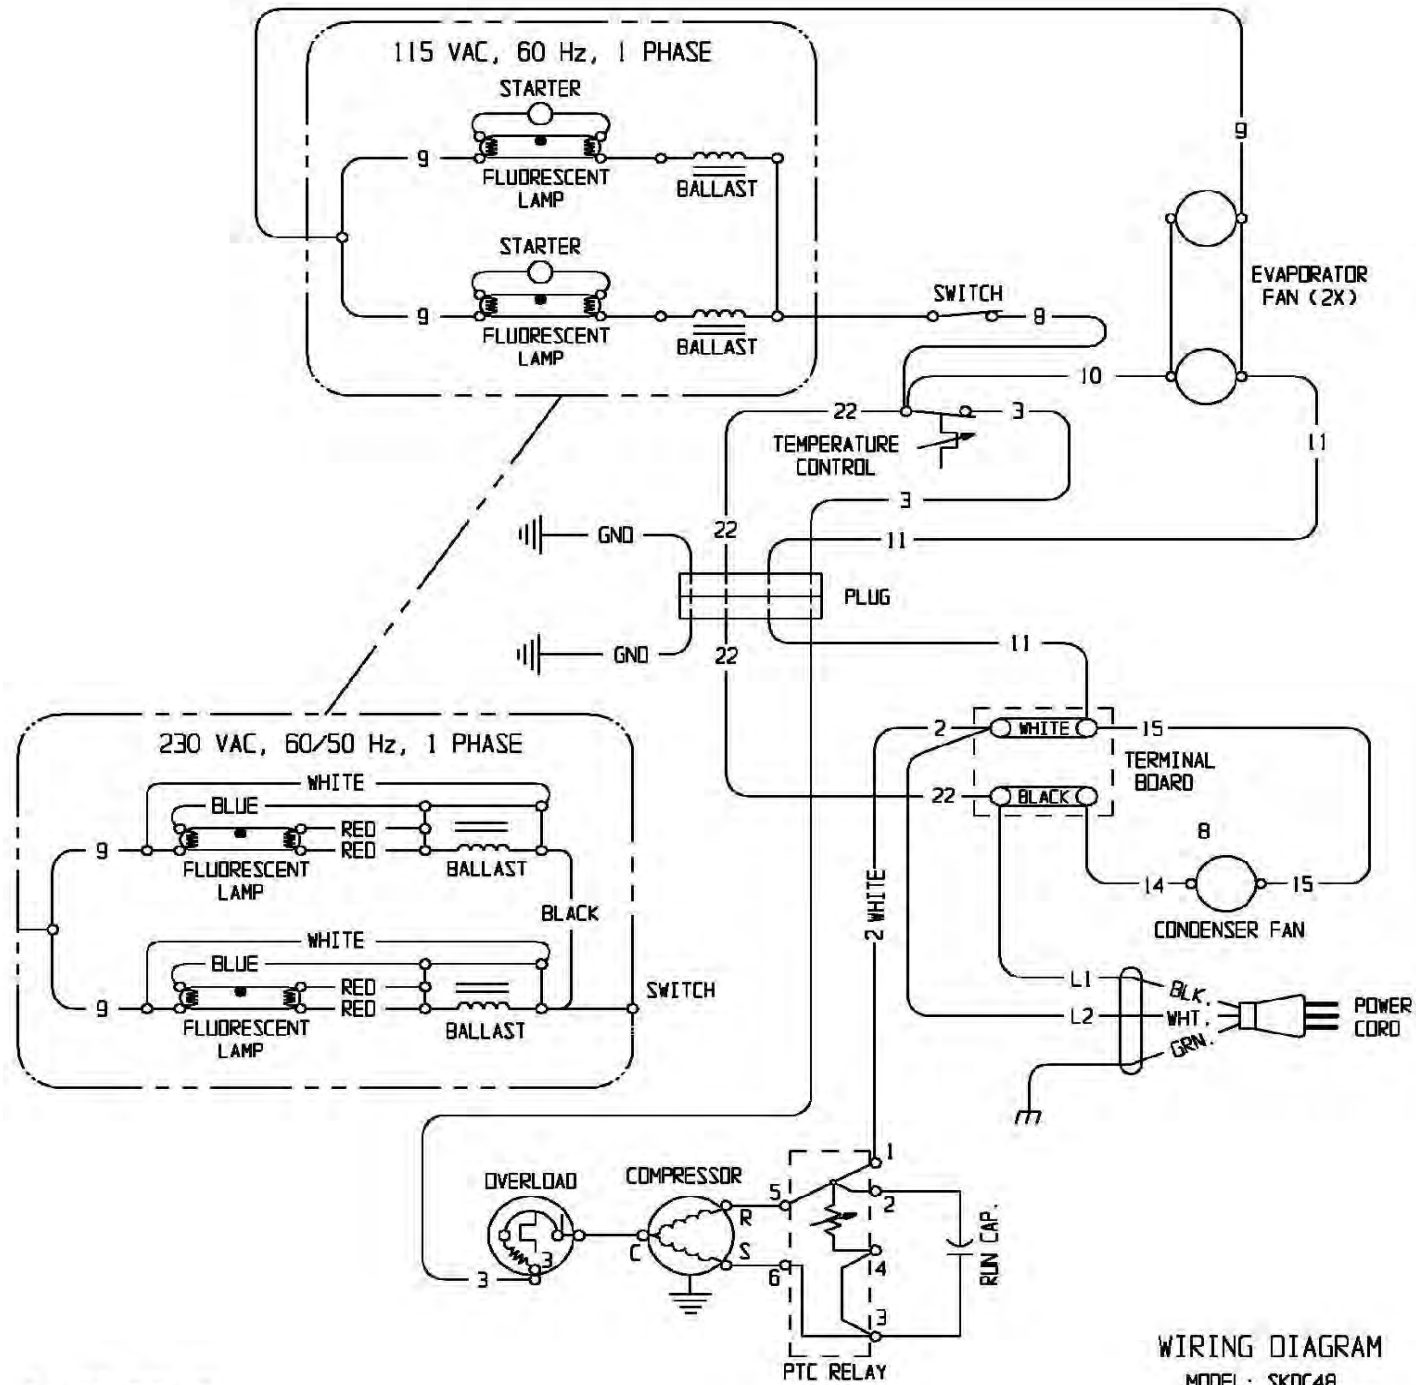 115 VAC, 60 Hz, 1 PHASE
STARTER
9
FLUORESCENT
LAMP
BALLAST
STARTER
9
FLUORESCENT
LAMP
BALLAST
9
EVAPORATOR
FAN (2X)
SWITCH
8
10
22
3
TEMPERATURE
CONTROL
11
3
GND
22
11
PLUG
GND
22
11
230 VAC, 60/50 Hz, 1 PHASE
WHITE
BLUE
RED
RED
9
FLUORESCENT
LAMP
BALLAST
BLACK
WHITE
BLUE
RED
RED
9
FLUORESCENT
LAMP
BALLAST
SWITCH
2
WHITE
15
TERMINAL
BOARD
22
BLACK
8
14
15
CONDENSER FAN
2 WHITE
L1
BLK.
L2
WHT.
GRN.
POWER
CORD
OVERLOAD
3
3
COMPRESSOR
C
R
S
5
6
1
2
4
3
RUN CAP.
PTC RELAY
WIRING DIAGRAM
MODEL: SKDC48